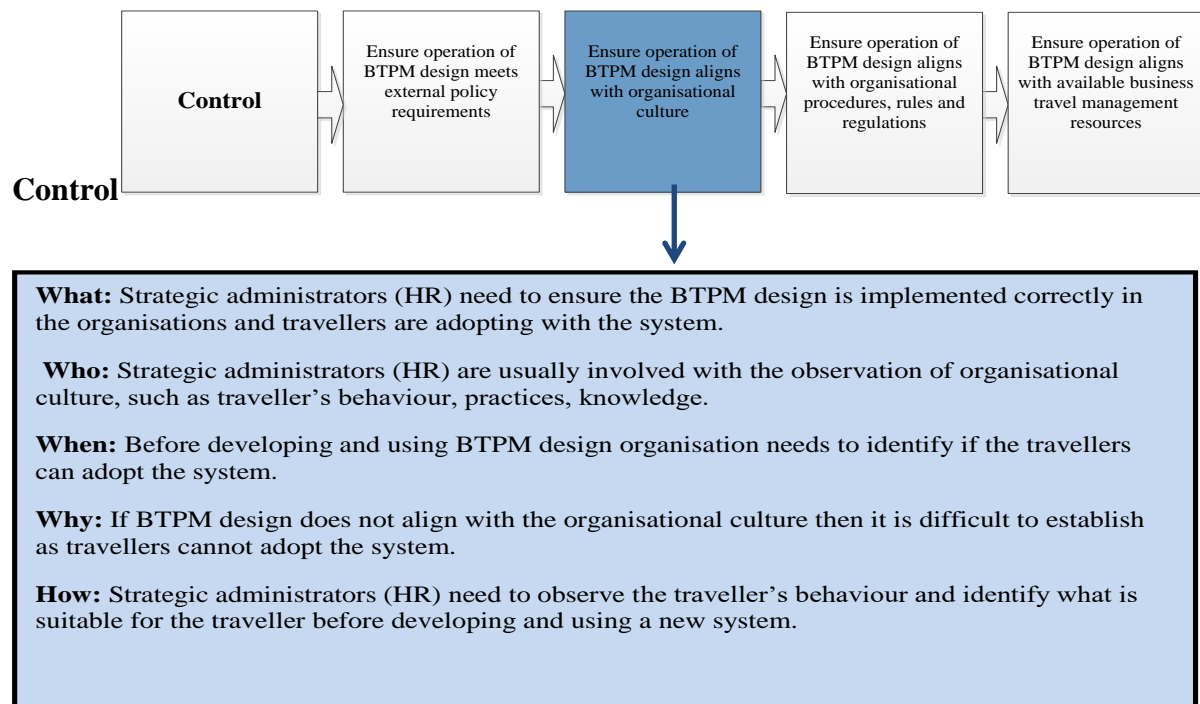 Control
Ensure operation of
BTPM design meets
external policy
requirements
Ensure operation of
BTPM design aligns
with organisational
culture
Ensure operation of
BTPM design aligns
with organisational
procedures, rules and
regulations
Ensure operation of
BTPM design aligns
with available business
travel management
resources
Control
What: Strategic administrators (HR) need to ensure the BTPM design is implemented correctly in
the organisations and travellers are adopting with the system.
Who: Strategic administrators (HR) are usually involved with the observation of organisational
culture, such as traveller’s behaviour, practices, knowledge.
When: Before developing and using BTPM design organisation needs to identify if the travellers
can adopt the system.
Why: If BTPM design does not align with the organisational culture then it is difficult to establish
as travellers cannot adopt the system.
How: Strategic administrators (HR) need to observe the traveller’s behaviour and identify what is
suitable for the traveller before developing and using a new system.